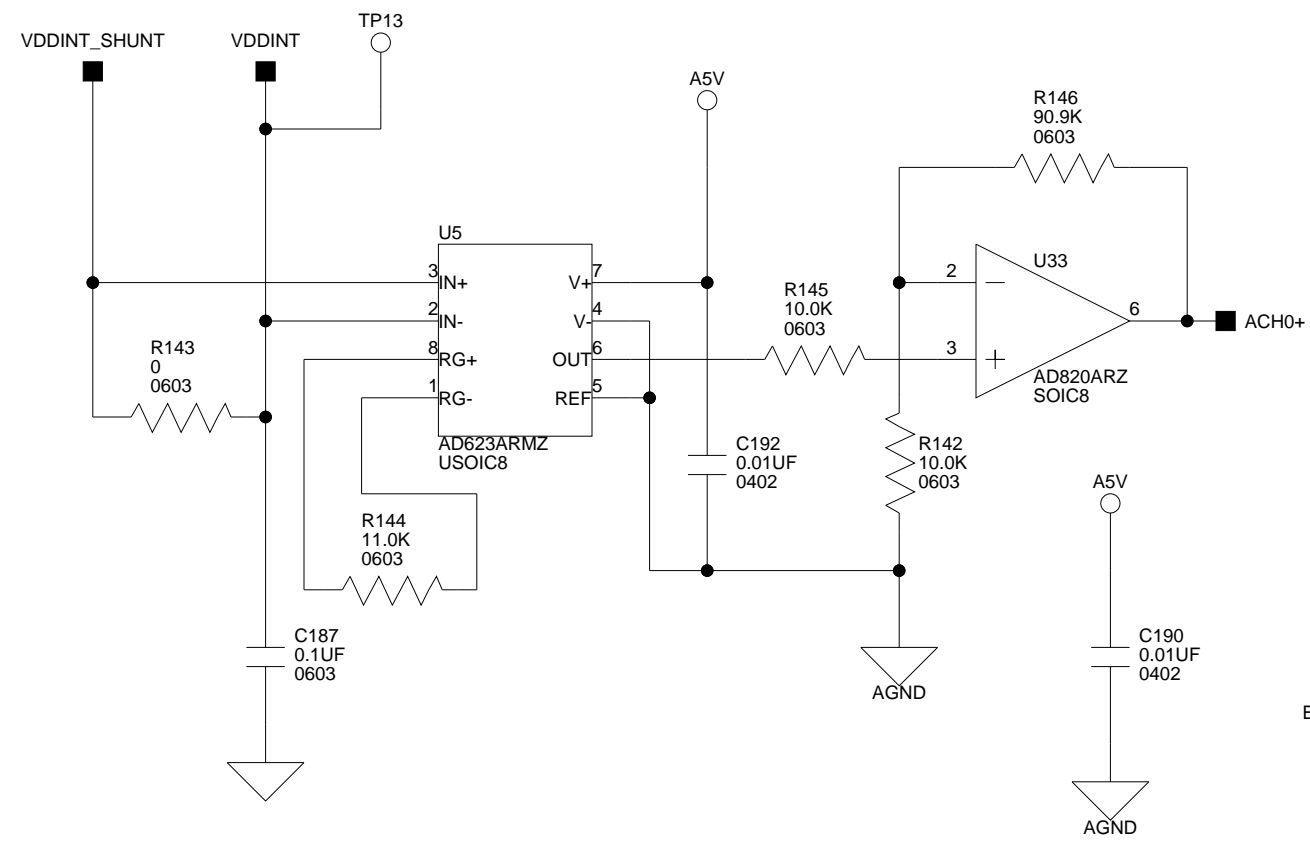 TP13
VDDINT_SHUNT
VDDINT
A5V
R146
90.9K
0603
U5
3
IN+
2
IN-
8
RG+
1
RG-
7
V+
4
V-
6
OUT
5
REF
AD623ARMZ
USOIC8
R143
0
0603
R145
10.0K
0603
2
3
U33
6
ACH0+
AD820ARZ
SOIC8
C192
0.01UF
0402
R142
10.0K
0603
A5V
R144
11.0K
0603
C187
0.1UF
0603
AGND
C190
0.01UF
0402
AGND